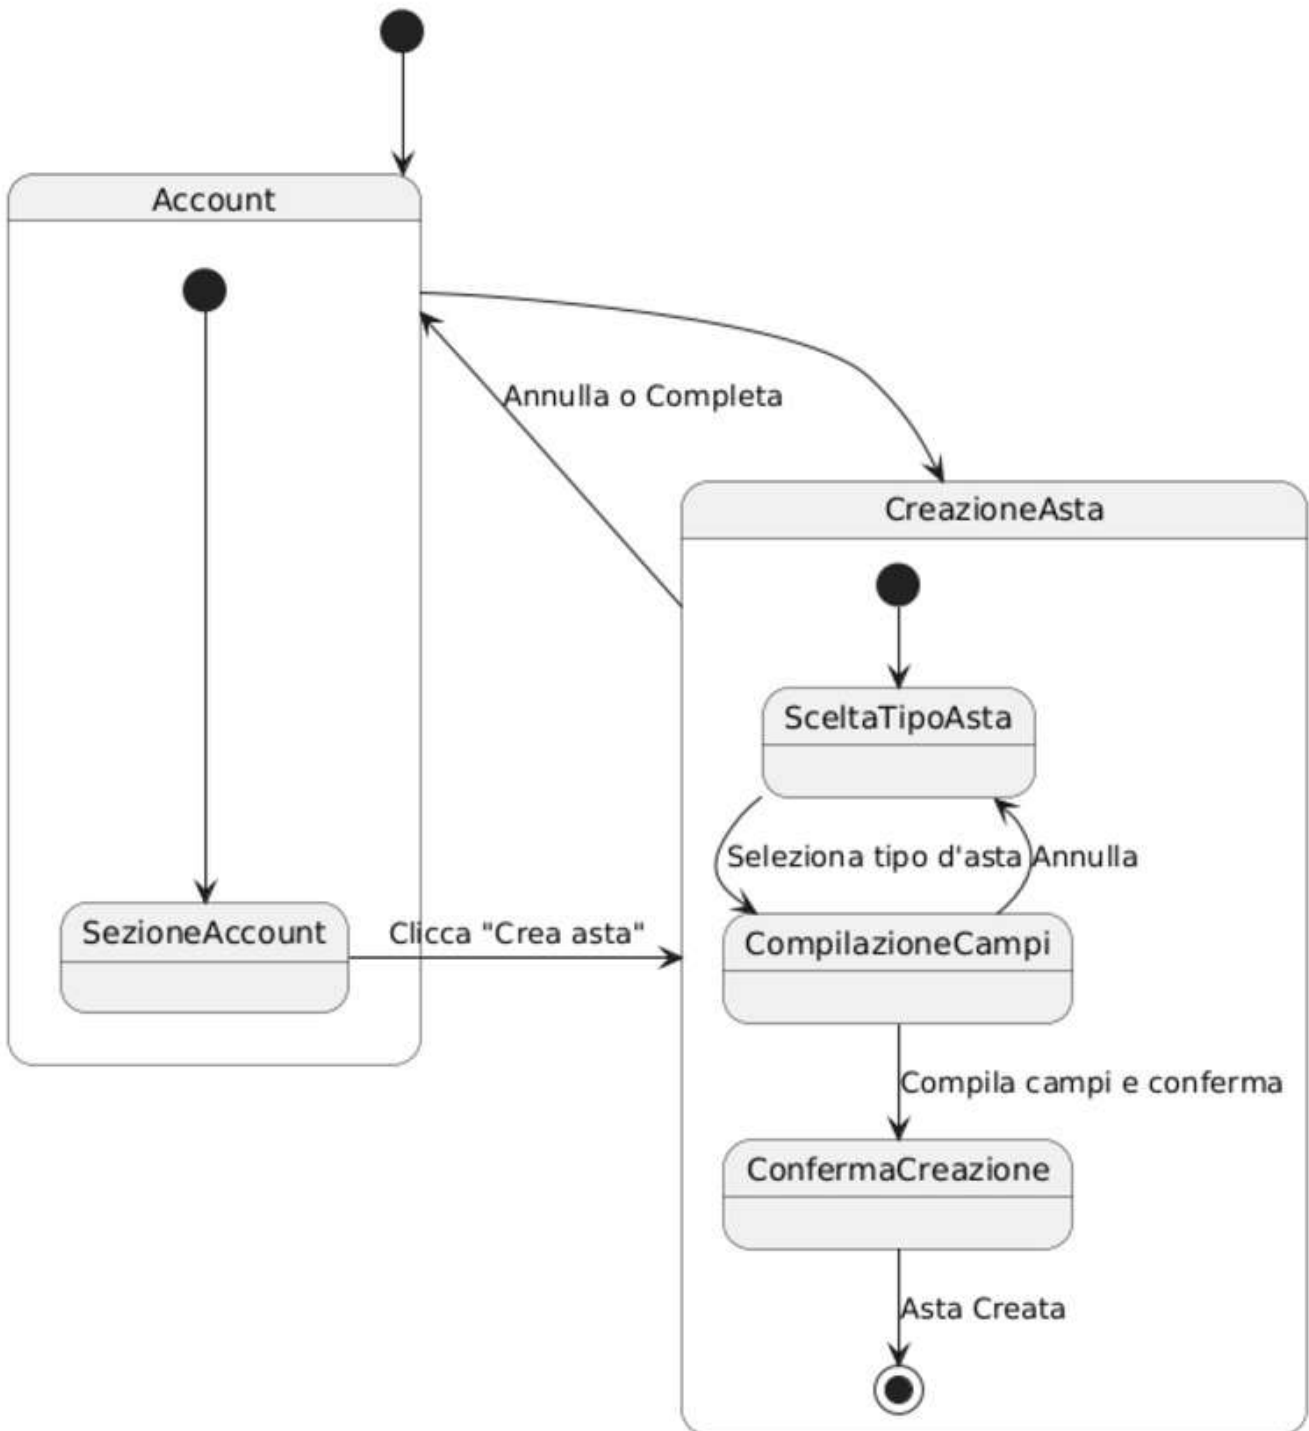 Account
Annulla o Completa
CreazioneAsta
SceltaTipoAsta
Seleziona tipo d'asta
Annulla
SezioneAccount
Clicca "Crea asta"
CompilazioneCampi
Compila campi e conferma
ConfermaCreazione
Asta Creata